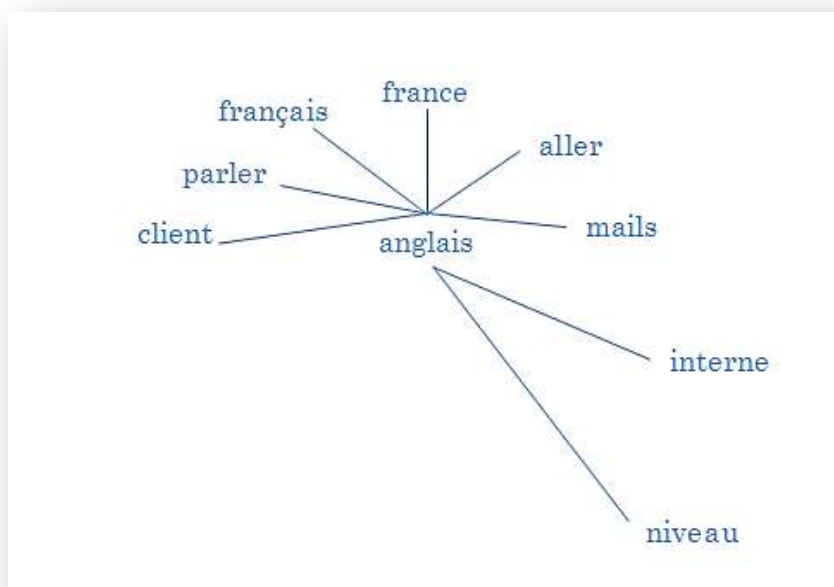 france
français
aller
parler
mails
client
anglais
interne
niveau